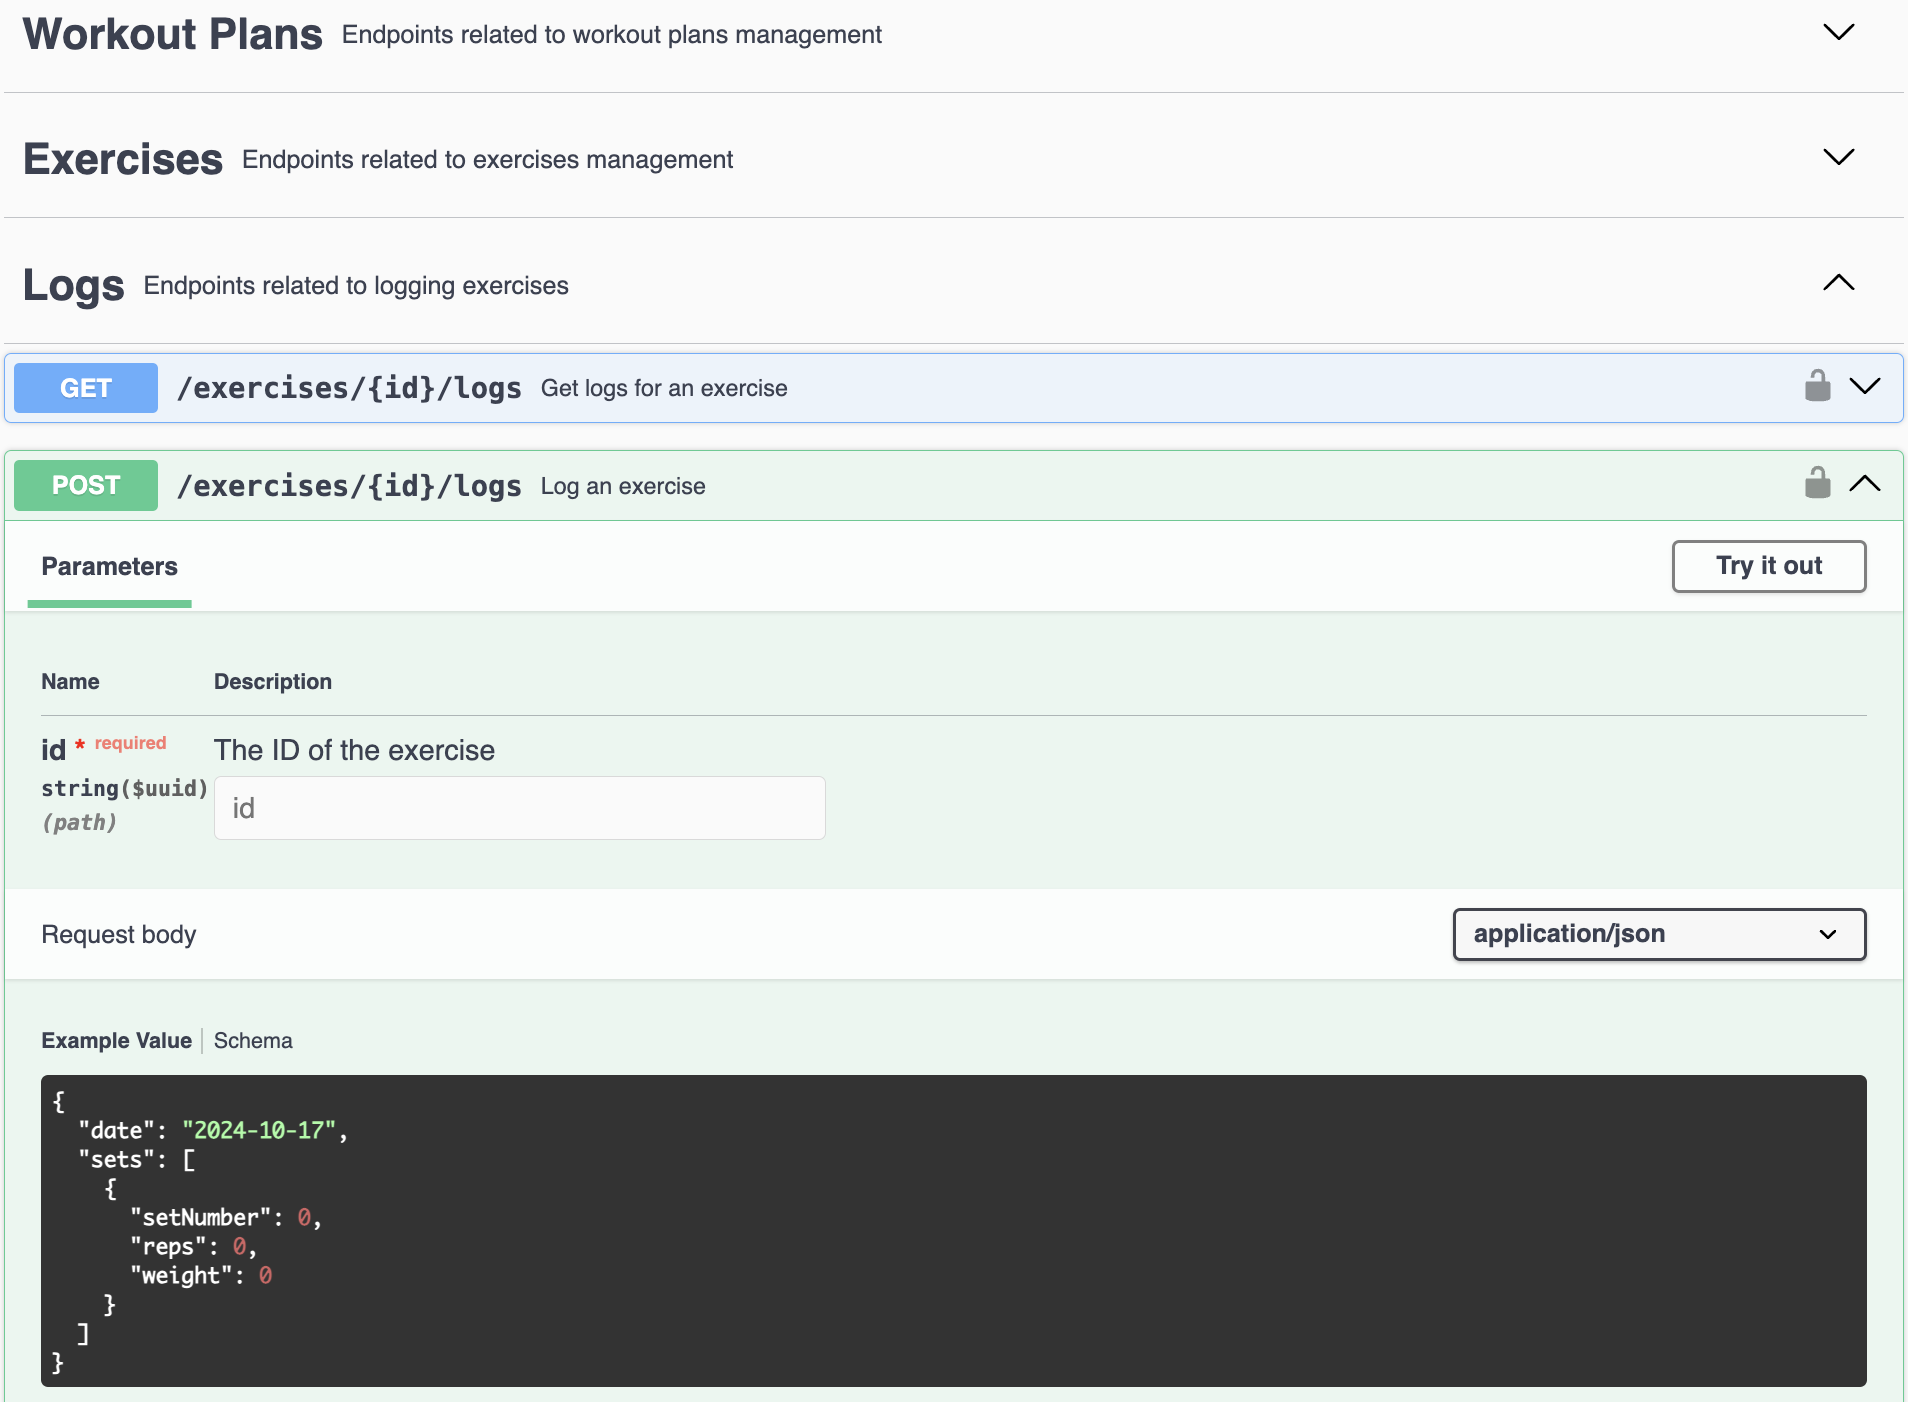 Workout Plans Endpoints related to workout plans management
Exercises Endpoints related to exercises management
Logs Endpoints related to logging exercises
GET /exercises/{id}/logs Get logs for an exercise
POST /exercises/{id}/logs Log an exercise
Parameters Try it out
Name Description
id * required The ID of the exercise
string($uuid) id
(path)
Request body application/json
Example Value Schema
{
  "date": "2024-10-17",
  "sets": [
    {
      "setNumber": 0,
      "reps": 0,
      "weight": 0
    }
  ]
}